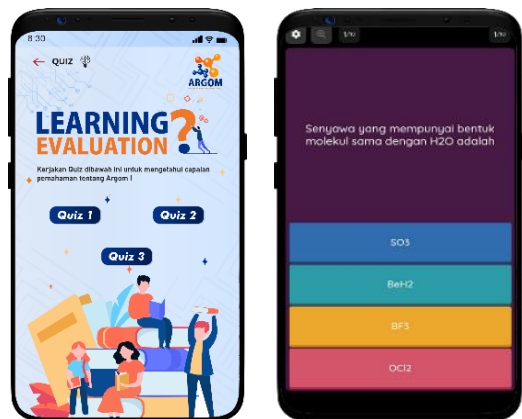 8:30
← QUIZ
ARGOM
LEARNING ?
EVALUATION
Kerjakan Quiz dibawah ini untuk mengetahui capaian
pemahaman tentang Argom !
Quiz 1
Quiz 2
Quiz 3
1/10
1/10
Senyawa yang mempunyai bentuk
molekul sama dengan H2O adalah
SO3
BeH2
BF3
OCl2